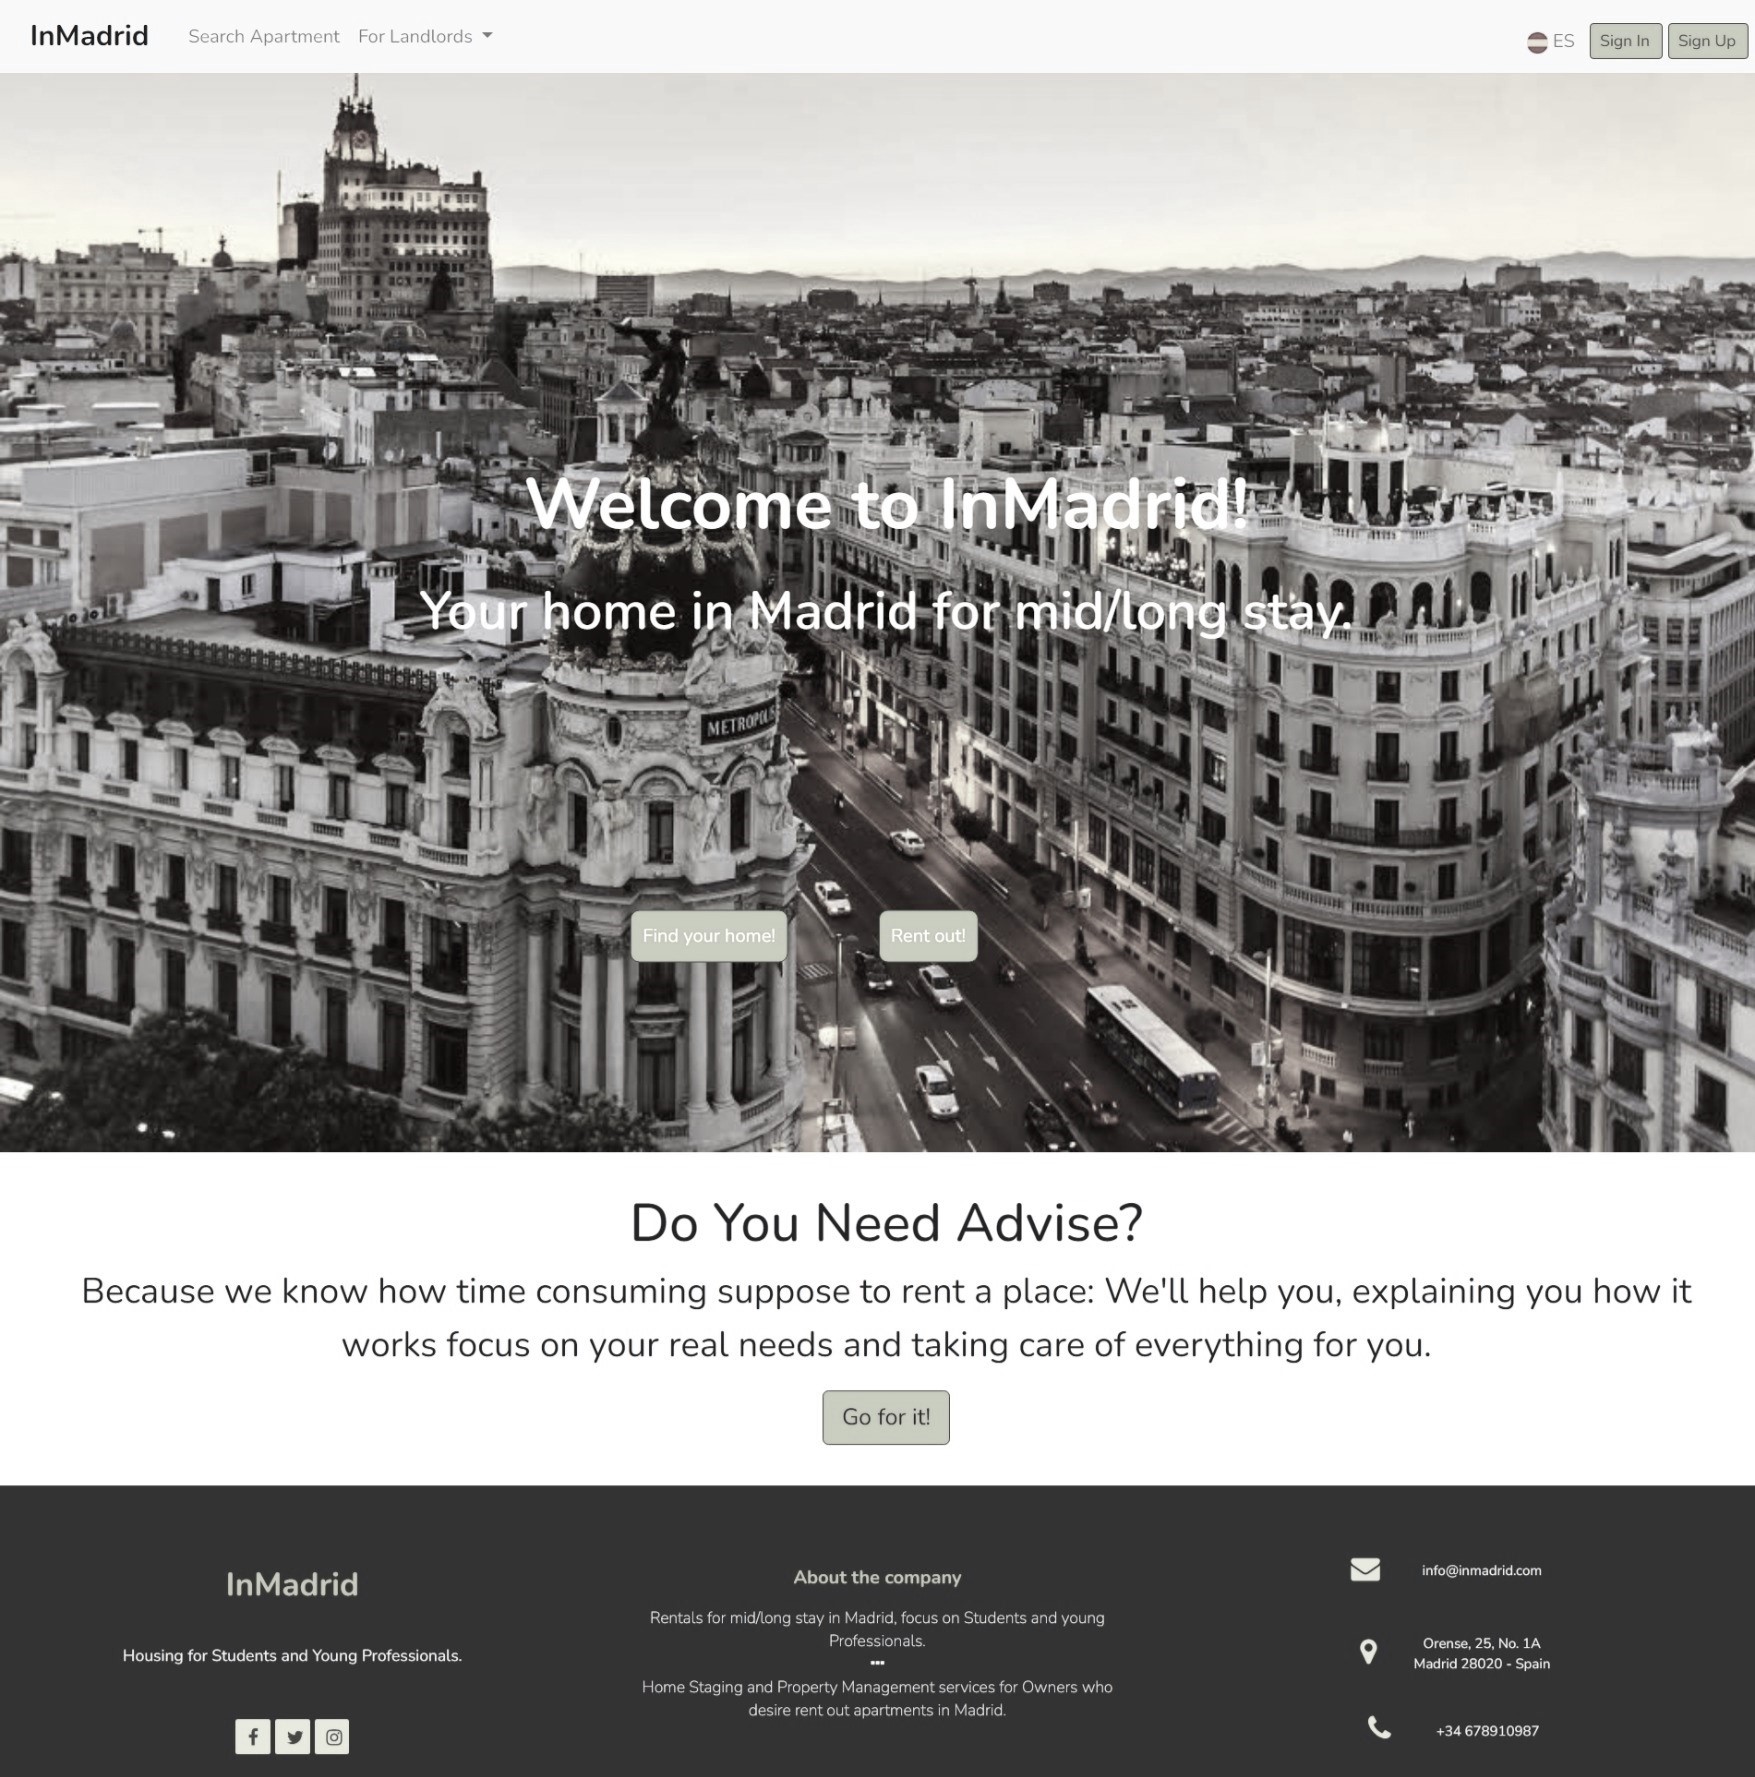 InMadrid
Search Apartment
For Landlords
ES
Sign In
Sign Up
Welcome to InMadrid!
Your home in Madrid for mid/long stay.
METROPOLIS
Find your home!
Rent out!
Do You Need Advise?
Because we know how time consuming suppose to rent a place: We'll help you, explaining you how it
works focus on your real needs and taking care of everything for you.
Go for it!
InMadrid
Housing for Students and Young Professionals.
About the company
Rentals for mid/long stay in Madrid, focus on Students and young
Professionals.
Home Staging and Property Management services for Owners who
desire rent out apartments in Madrid.
info@inmadrid.com
Orense, 25, No. 1A
Madrid 28020 - Spain
+34 678910987